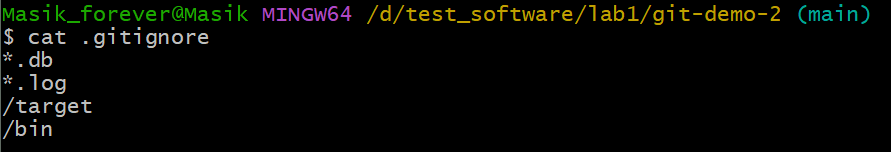 Masik_forever@Masik MINGW64 /d/test_software/lab1/git-demo-2 (main)
$ cat .gitignore
*.db
*.log
/target
/bin